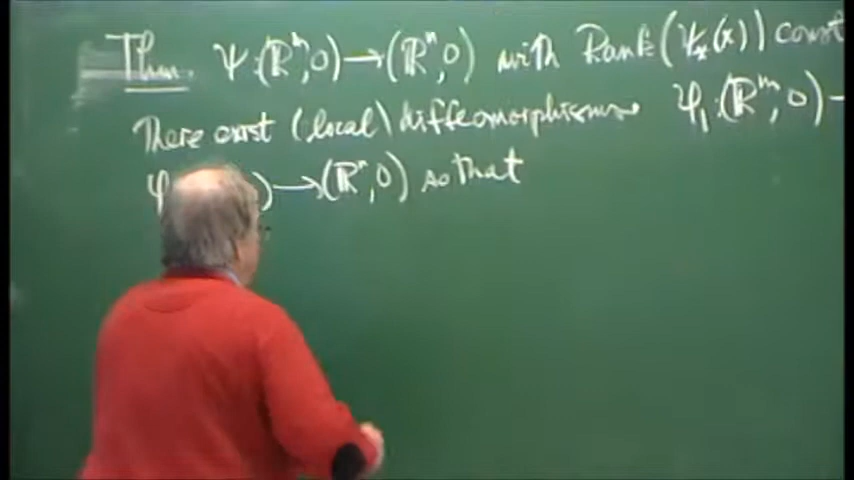 Thm. ψ:(ℝᵐ,0)→(ℝⁿ,0) with Rank(ψₓ(x)) const
There exist (local) diffeomorphisms φ₁:(ℝᵐ,0)→
φ )→(ℝⁿ,0) so that